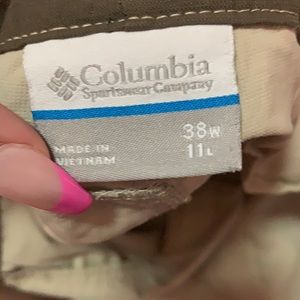 Columbia
Sportswear Company
38W
MADE IN
11L
VIETNAM